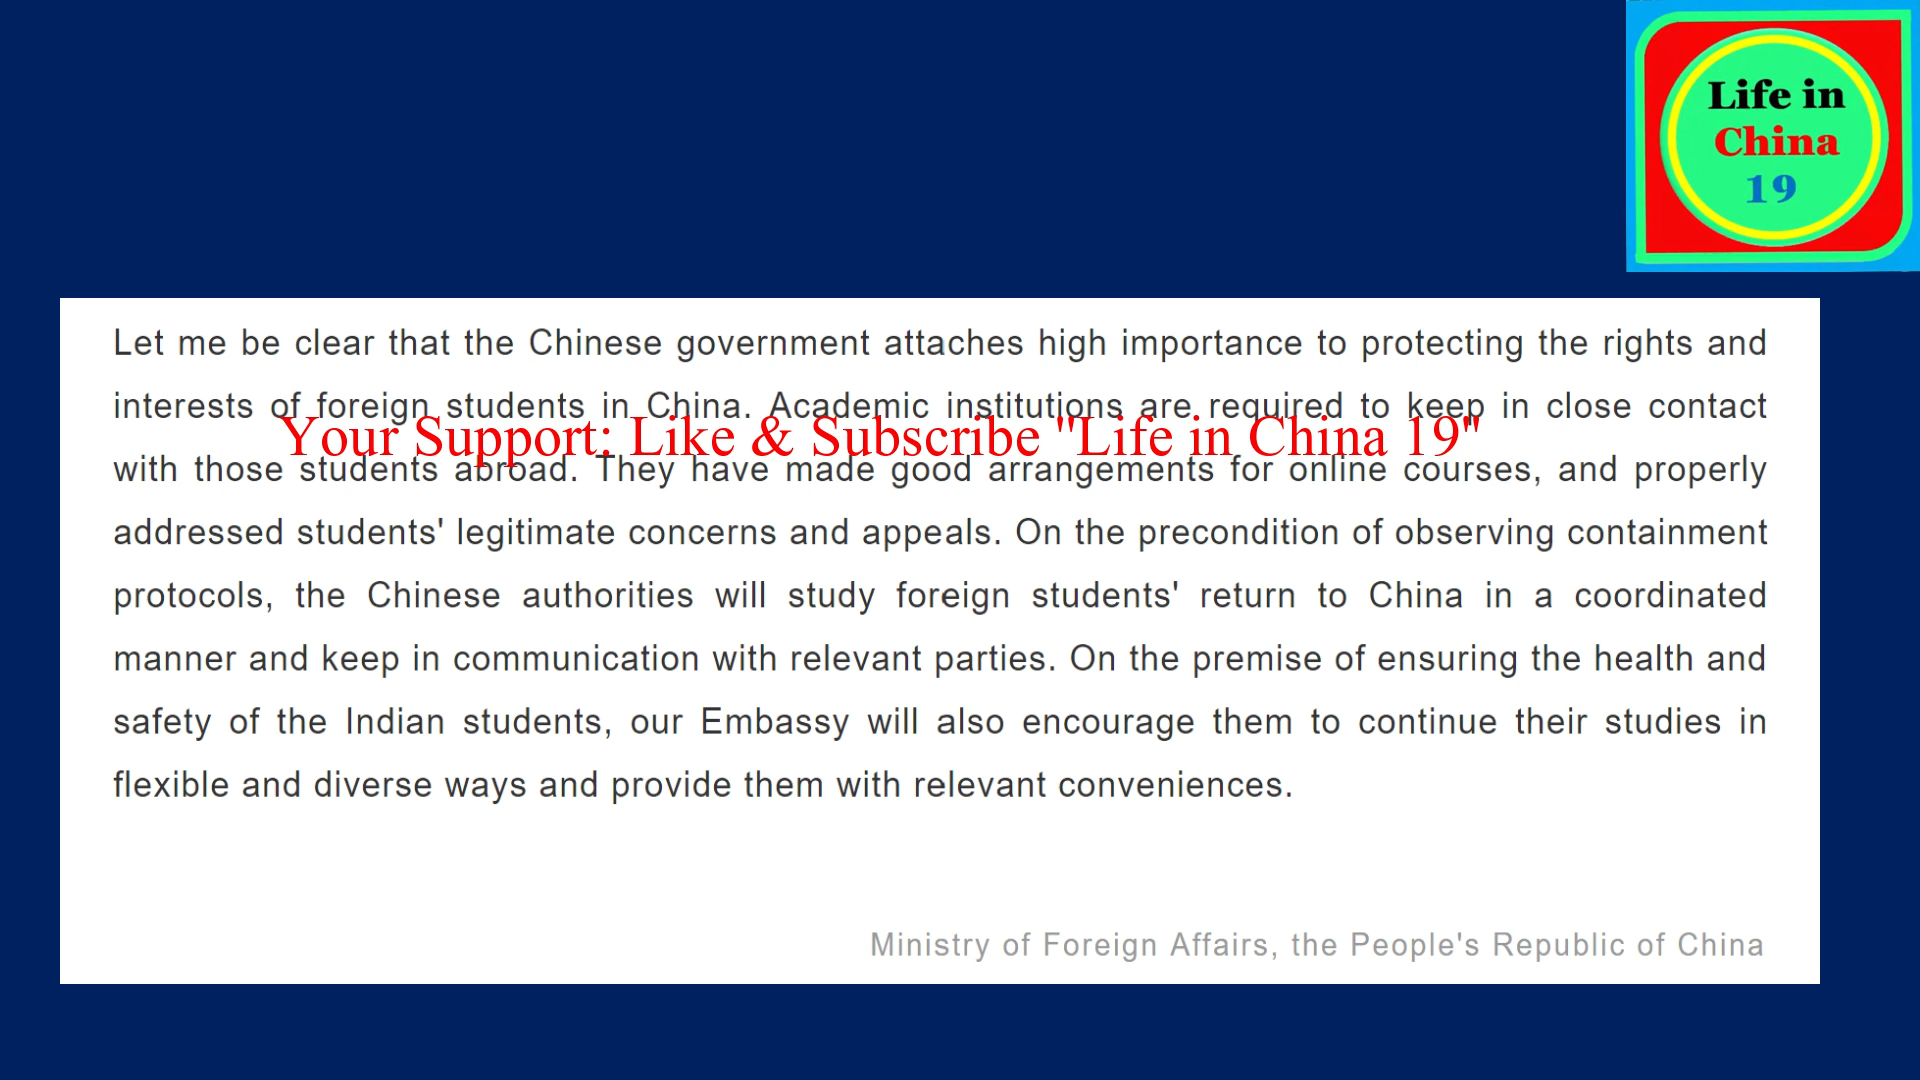 Life in
China
19
Let me be clear that the Chinese government attaches high importance to protecting the rights and
interests of foreign students in China. Academic institutions are required to keep in close contact
Your Support: Like & Subscribe "Life in China 19"
with those students abroad. They have made good arrangements for online courses, and properly
addressed students' legitimate concerns and appeals. On the precondition of observing containment
protocols, the Chinese authorities will study foreign students' return to China in a coordinated
manner and keep in communication with relevant parties. On the premise of ensuring the health and
safety of the Indian students, our Embassy will also encourage them to continue their studies in
flexible and diverse ways and provide them with relevant conveniences.
Ministry of Foreign Affairs, the People's Republic of China